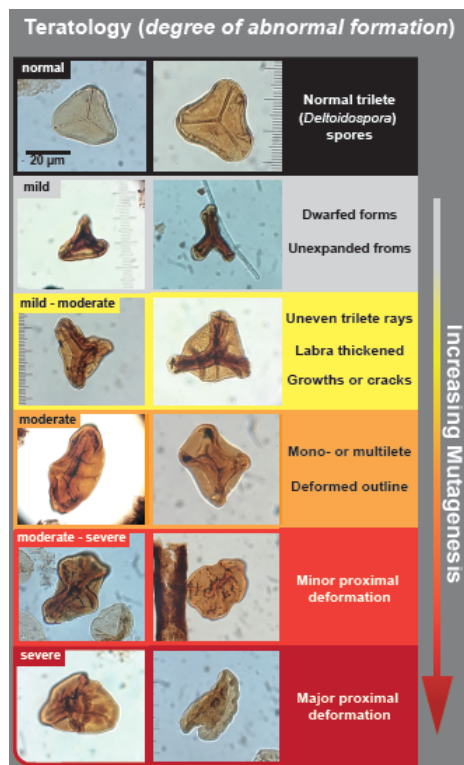 Teratology (degree of abnormal formation)
normal
20 µm
Normal trilete
(Deltoidospora)
spores
mild
Dwarfed forms
Unexpanded froms
mild - moderate
Uneven trilete rays
Labra thickened
Growths or cracks
moderate
Mono- or multilete
Deformed outline
moderate - severe
Minor proximal
deformation
severe
Major proximal
deformation
Increasing Mutagenesis